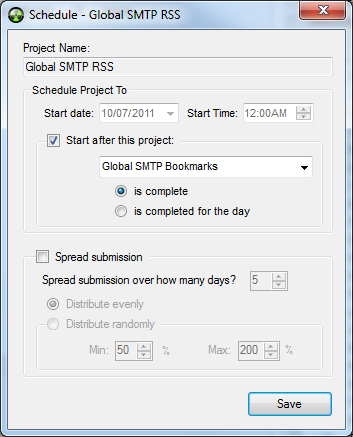 Schedule - Global SMTP RSS
Project Name:
Global SMTP RSS
Schedule Project To
Start date: 10/07/2011 Start Time: 12:00AM
Start after this project:
Global SMTP Bookmarks
is complete
is completed for the day
Spread submission
Spread submission over how many days? 5
Distribute evenly
Distribute randomly
Min: 50 % Max: 200 %
Save